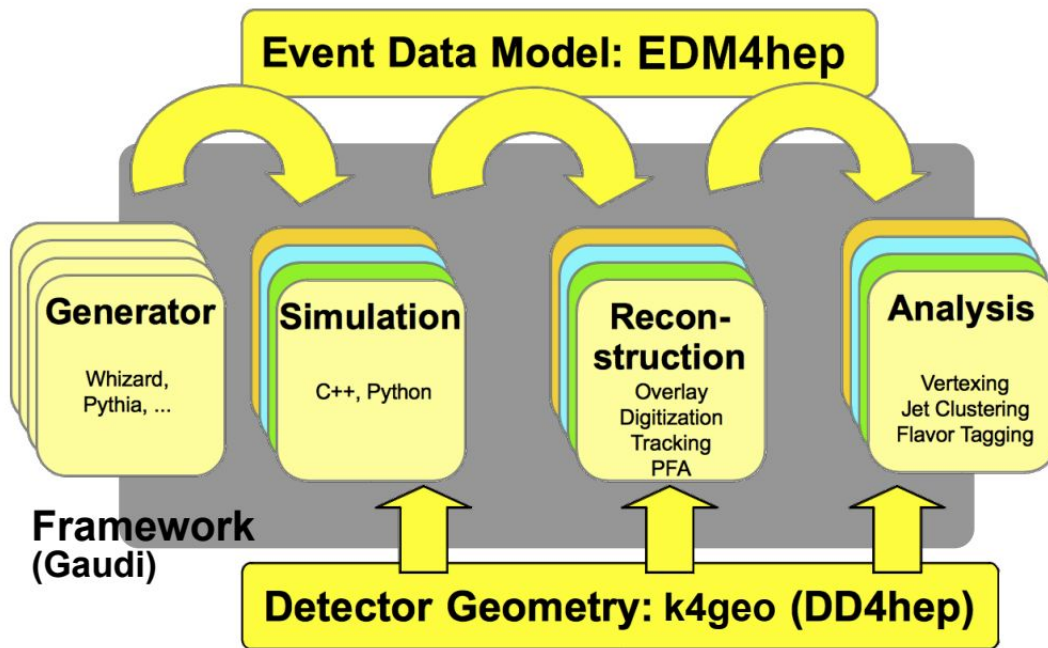 Event Data Model: EDM4hep
Generator
Whizard,
Pythia, ...
Simulation
C++, Python
Recon-
struction
Overlay
Digitization
Tracking
PFA
Analysis
Vertexing
Jet Clustering
Flavor Tagging
Framework
(Gaudi)
Detector Geometry: k4geo (DD4hep)